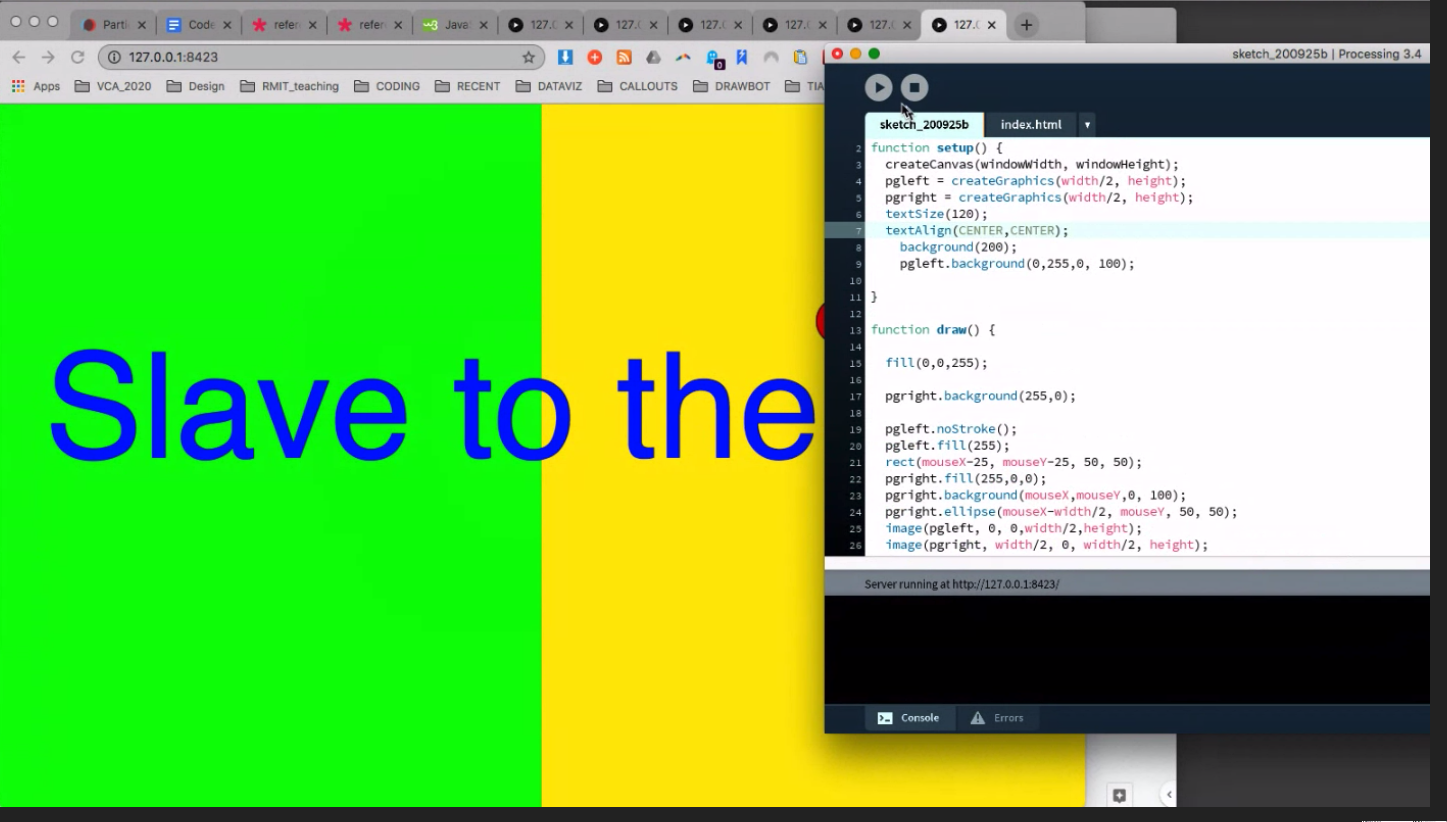 Parti
Code
refer
refer
Java
127.(
127.(
127.(
127.(
127.(
127.(
127.0.0.1:8423
0
Apps
VCA_2020
Design
RMIT_teaching
CODING
RECENT
DATAVIZ
CALLOUTS
DRAWBOT
TIA
Slave to the
sketch_200925b | Processing 3.4
sketch_200925b
index.html
2 function setup() {
3 createCanvas(windowWidth, windowHeight);
4 pgleft = createGraphics(width/2, height);
5 pgright = createGraphics(width/2, height);
6 textSize(120);
7 textAlign(CENTER,CENTER);
8 background(200);
9 pgleft.background(0,255,0, 100);
10
11 }
12
13 function draw() {
14
15 fill(0,0,255);
16
17 pgright.background(255,0);
18
19 pgleft.noStroke();
20 pgleft.fill(255);
21 rect(mouseX-25, mouseY-25, 50, 50);
22 pgright.fill(255,0,0);
23 pgright.background(mouseX,mouseY,0, 100);
24 pgright.ellipse(mouseX-width/2, mouseY, 50, 50);
25 image(pgleft, 0, 0,width/2,height);
26 image(pgright, width/2, 0, width/2, height);
Server running at http://127.0.0.1:8423/
Console
Errors